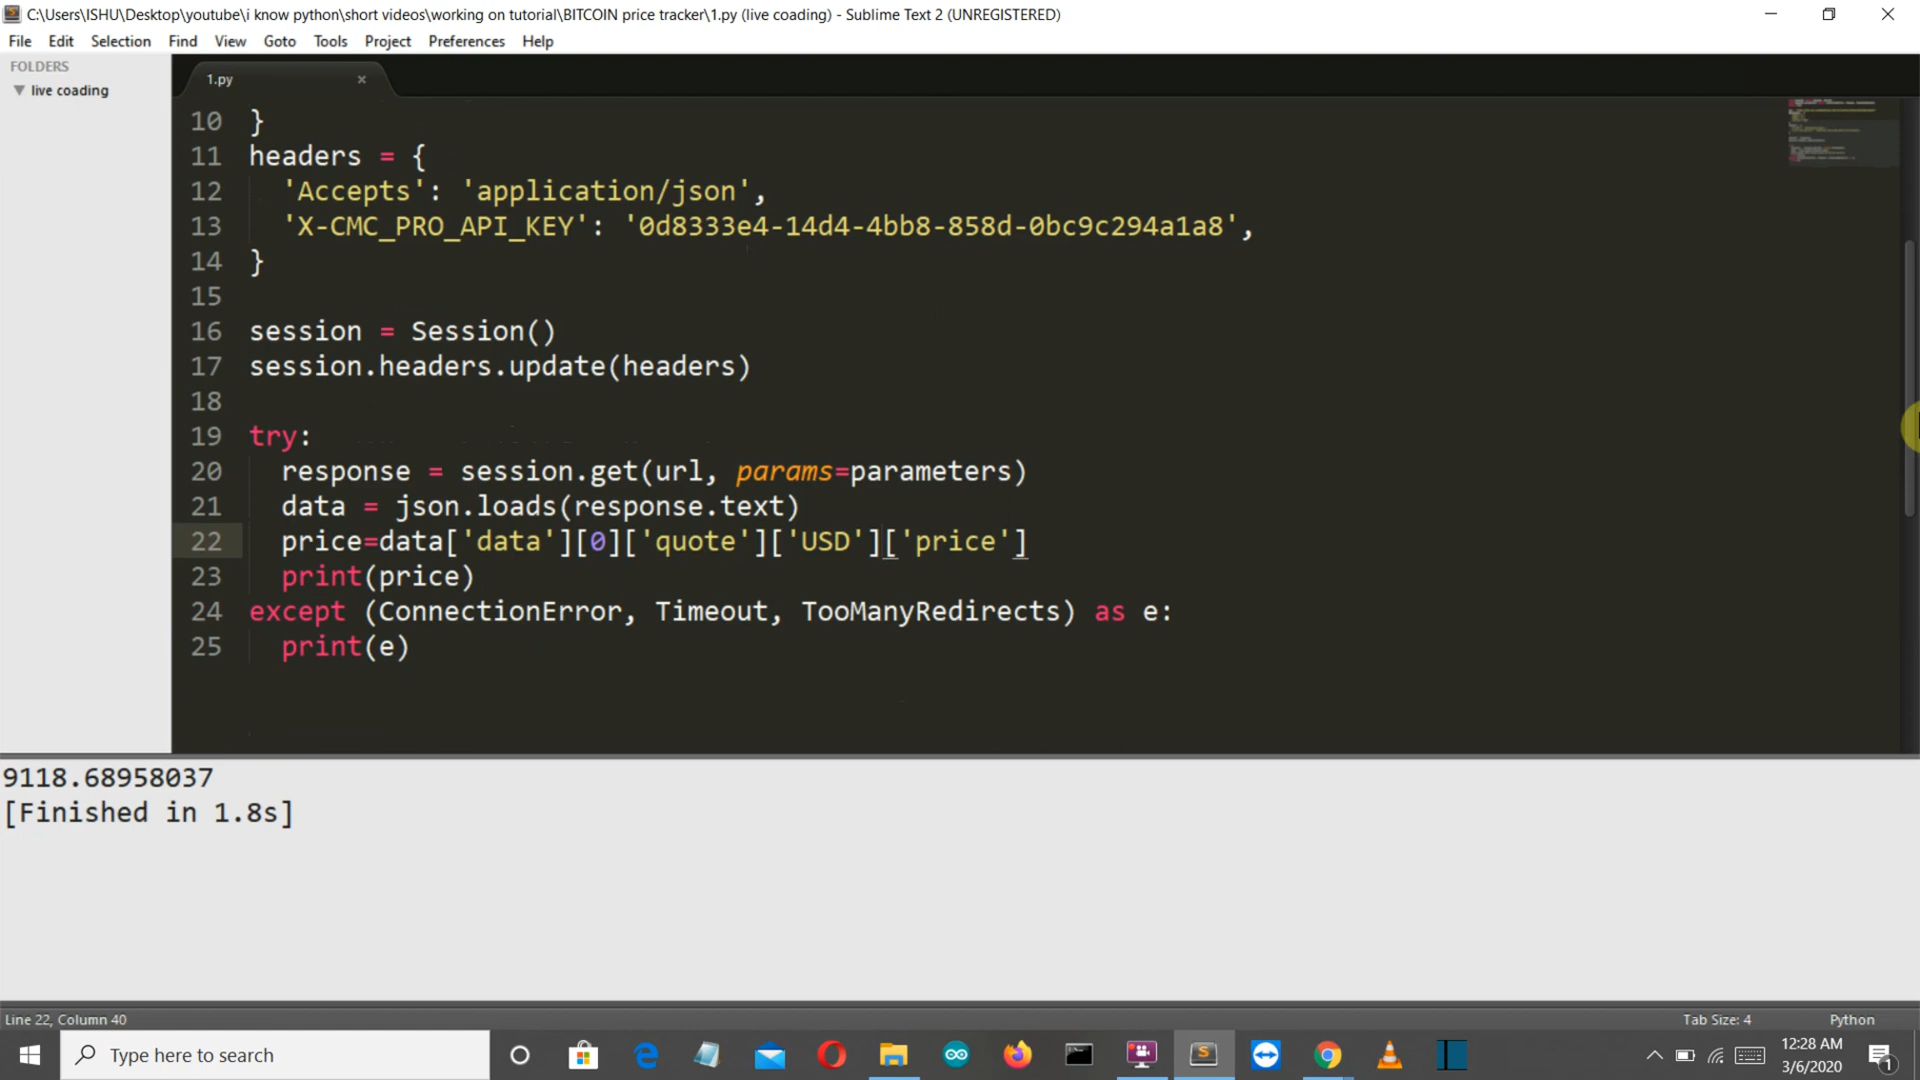 C:\Users\ISHU\Desktop\youtube\i know python\short videos\working on tutorial\BITCOIN price tracker\1.py (live coading) - Sublime Text 2 (UNREGISTERED)
File Edit Selection Find View Goto Tools Project Preferences Help
FOLDERS
live coading
1.py
10 }
11 headers = {
12 'Accepts': 'application/json',
13 'X-CMC_PRO_API_KEY': '0d8333e4-14d4-4bb8-858d-0bc9c294a1a8',
14 }
15
16 session = Session()
17 session.headers.update(headers)
18
19 try:
20 response = session.get(url, params=parameters)
21 data = json.loads(response.text)
22 price=data['data'][0]['quote']['USD']['price']
23 print(price)
24 except (ConnectionError, Timeout, TooManyRedirects) as e:
25 print(e)
9118.68958037
[Finished in 1.8s]
Line 22, Column 40
Tab Size: 4 Python
Type here to search
12:28 AM
3/6/2020
1